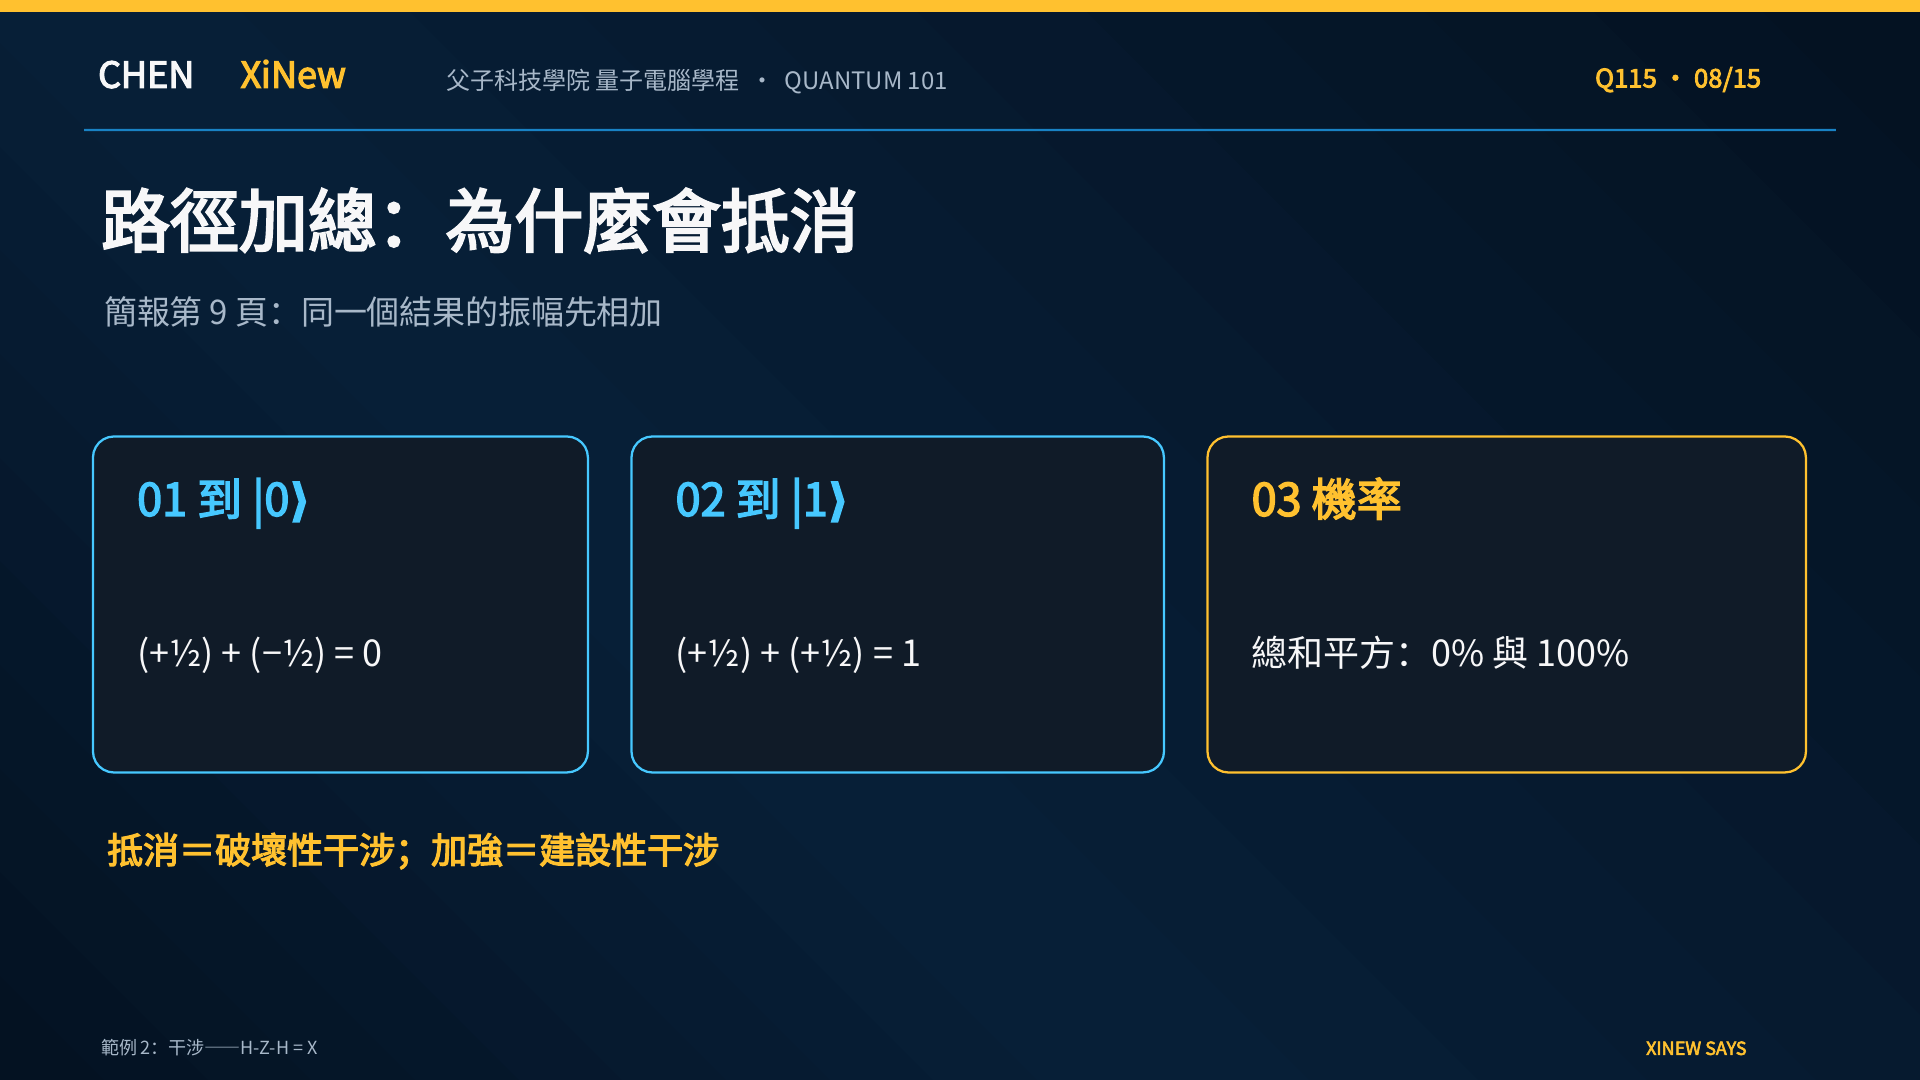 CHEN XiNew 父子科技學院 量子電腦學程 · QUANTUM 101 Q115 · 08/15
路徑加總：為什麼會抵消
簡報第 9 頁：同一個結果的振幅先相加
01 到 |0⟩
(+½) + (−½) = 0
02 到 |1⟩
(+½) + (+½) = 1
03 機率
總和平方：0% 與 100%
抵消＝破壞性干涉；加強＝建設性干涉
範例 2：干涉——H-Z-H = X
XINEW SAYS